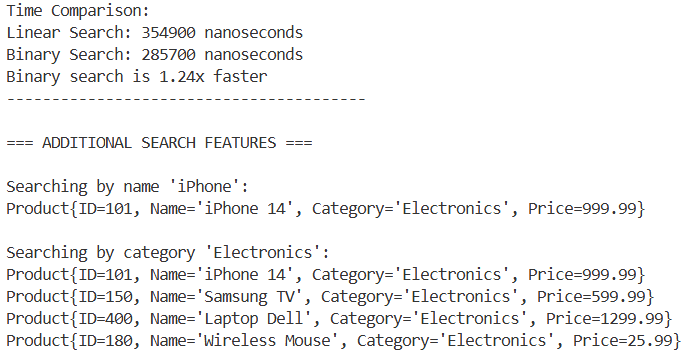 Time Comparison:
Linear Search: 354900 nanoseconds
Binary Search: 285700 nanoseconds
Binary search is 1.24x faster
----------------------------------------
=== ADDITIONAL SEARCH FEATURES ===
Searching by name 'iPhone':
Product{ID=101, Name='iPhone 14', Category='Electronics', Price=999.99}
Searching by category 'Electronics':
Product{ID=101, Name='iPhone 14', Category='Electronics', Price=999.99}
Product{ID=150, Name='Samsung TV', Category='Electronics', Price=599.99}
Product{ID=400, Name='Laptop Dell', Category='Electronics', Price=1299.99}
Product{ID=180, Name='Wireless Mouse', Category='Electronics', Price=25.99}